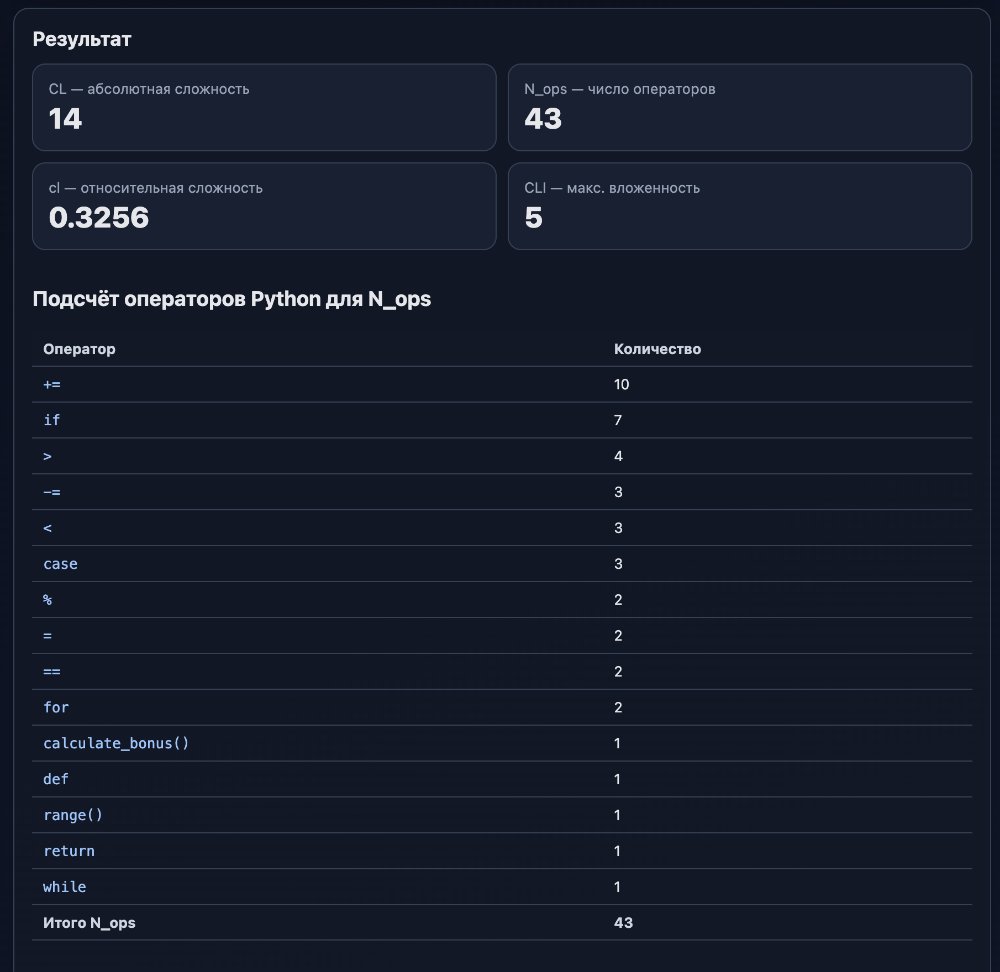 Результат
CL — абсолютная сложность
14
N_ops — число операторов
43
cl — относительная сложность
0.3256
CLI — макс. вложенность
5
Подсчёт операторов Python для N_ops
Оператор Количество
+= 10
if 7
> 4
-= 3
< 3
case 3
% 2
= 2
== 2
for 2
calculate_bonus() 1
def 1
range() 1
return 1
while 1
Итого N_ops 43